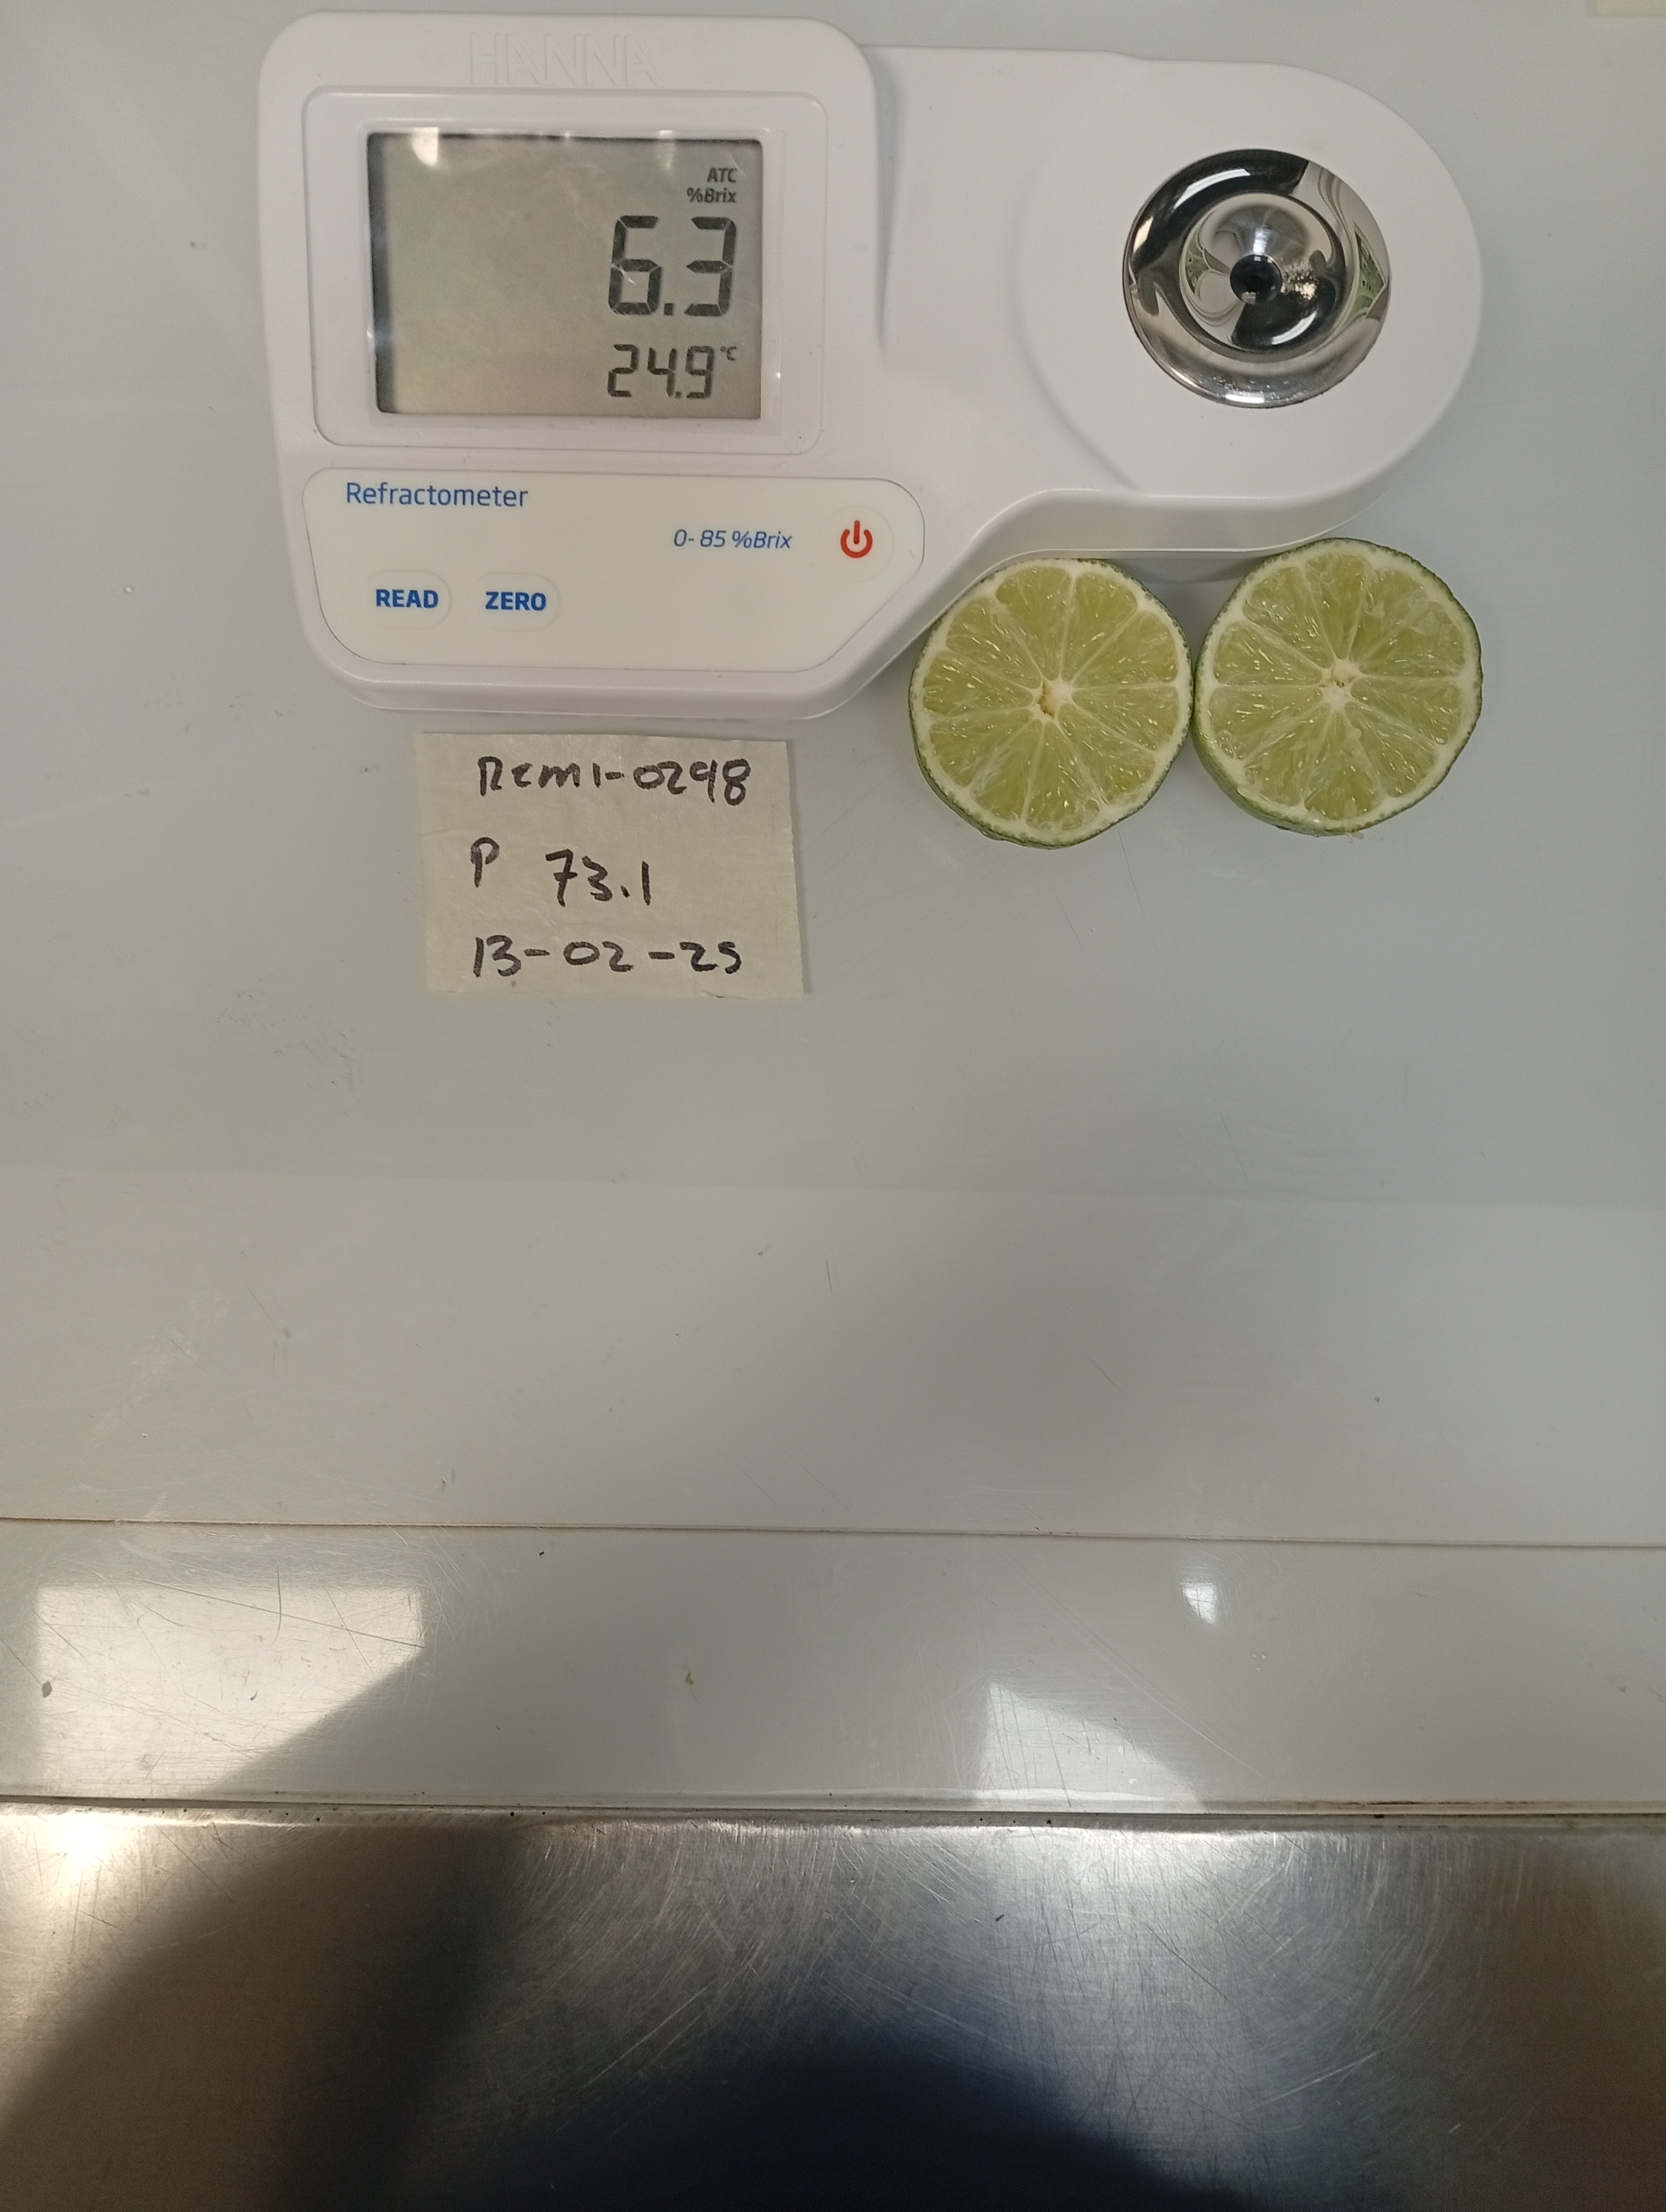 HANNA
ATC
%Brix
6.3
24.9°C
Refractometer
0-85 %Brix
READ ZERO
Rem1-0298
P 73.1
13-02-25